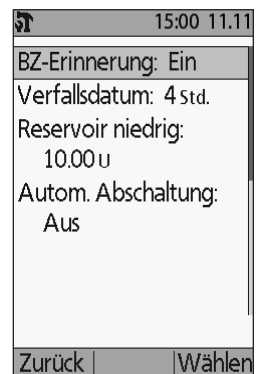 15:00 11.11
BZ-Erinnerung: Ein
Verfallsdatum: 4 Std.
Reservoir niedrig:
10.00 U
Autom. Abschaltung:
Aus
Zurück Wählen